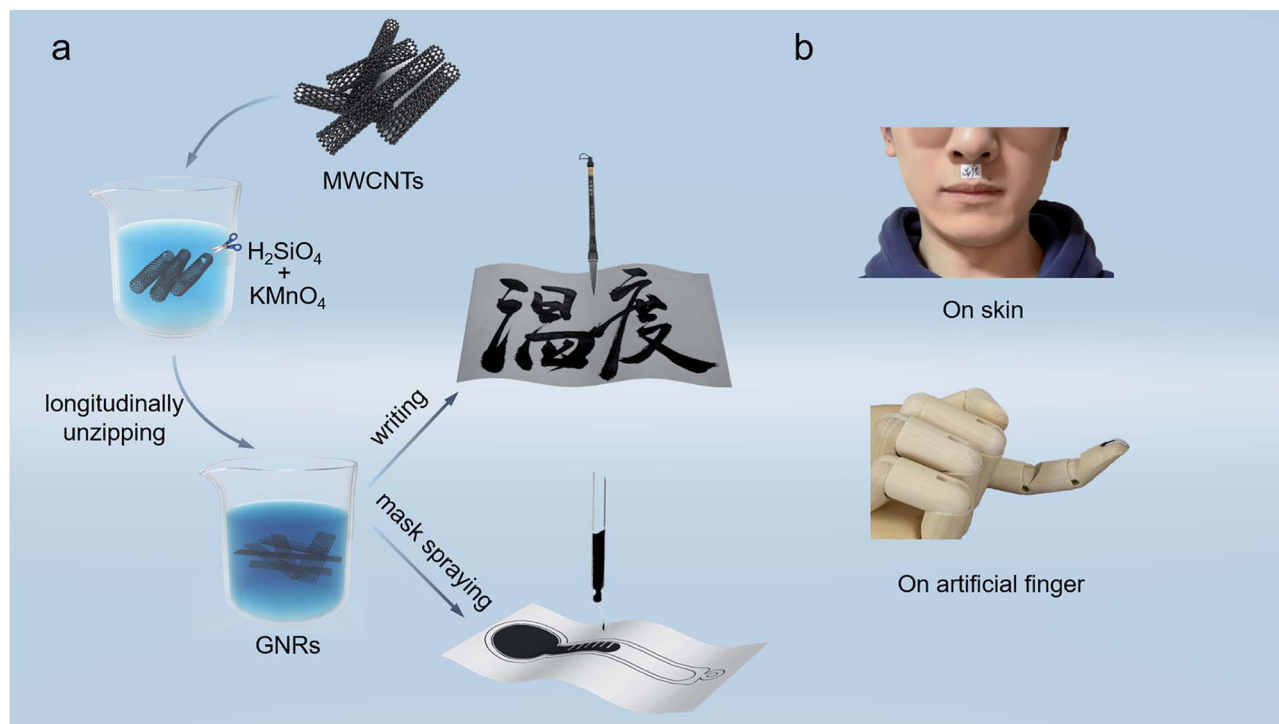 a
MWCNTs
H₂SiO₄
+
KMnO₄
longitudinally
unzipping
GNRs
writing
温度
mask spraying
b
On skin
On artificial finger